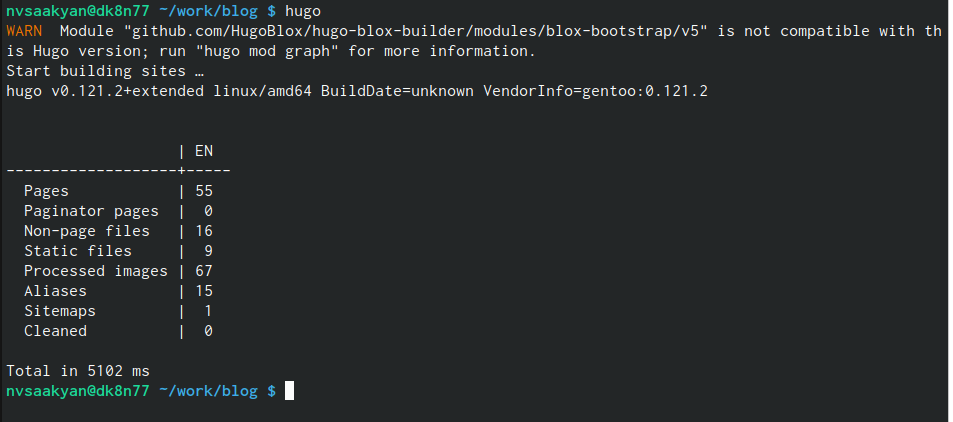 nvsaakyan@dk8n77 ~/work/blog $ hugo
WARN  Module "github.com/HugoBlox/hugo-blox-builder/modules/blox-bootstrap/v5" is not compatible with th
is Hugo version; run "hugo mod graph" for more information.
Start building sites …
hugo v0.121.2+extended linux/amd64 BuildDate=unknown VendorInfo=gentoo:0.121.2
                   | EN
-------------------+-----
  Pages            | 55
  Paginator pages  |  0
  Non-page files   | 16
  Static files     |  9
  Processed images | 67
  Aliases          | 15
  Sitemaps         |  1
  Cleaned          |  0
Total in 5102 ms
nvsaakyan@dk8n77 ~/work/blog $